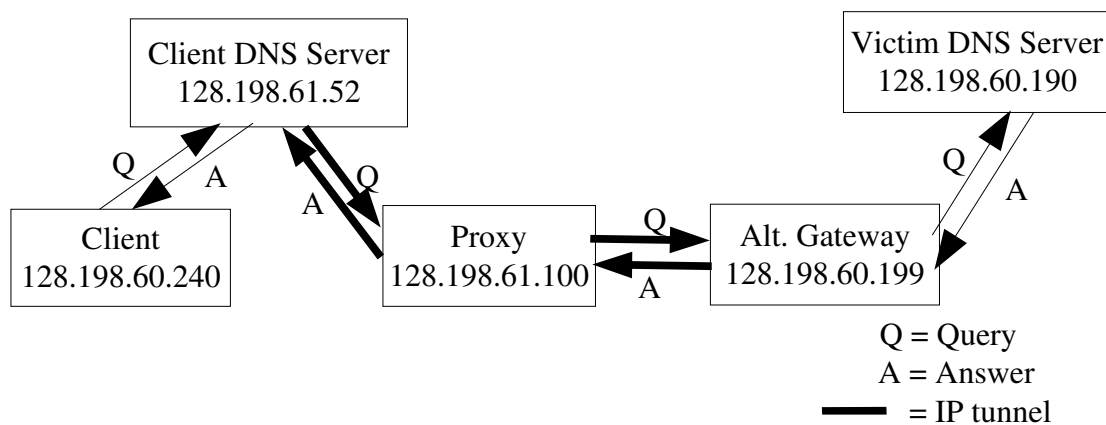 Client DNS Server
128.198.61.52
Victim DNS Server
128.198.60.190
Q
A
Q
A
Q
A
Client
128.198.60.240
Proxy
128.198.61.100
Q
A
Alt. Gateway
128.198.60.199
Q = Query
A = Answer
= IP tunnel